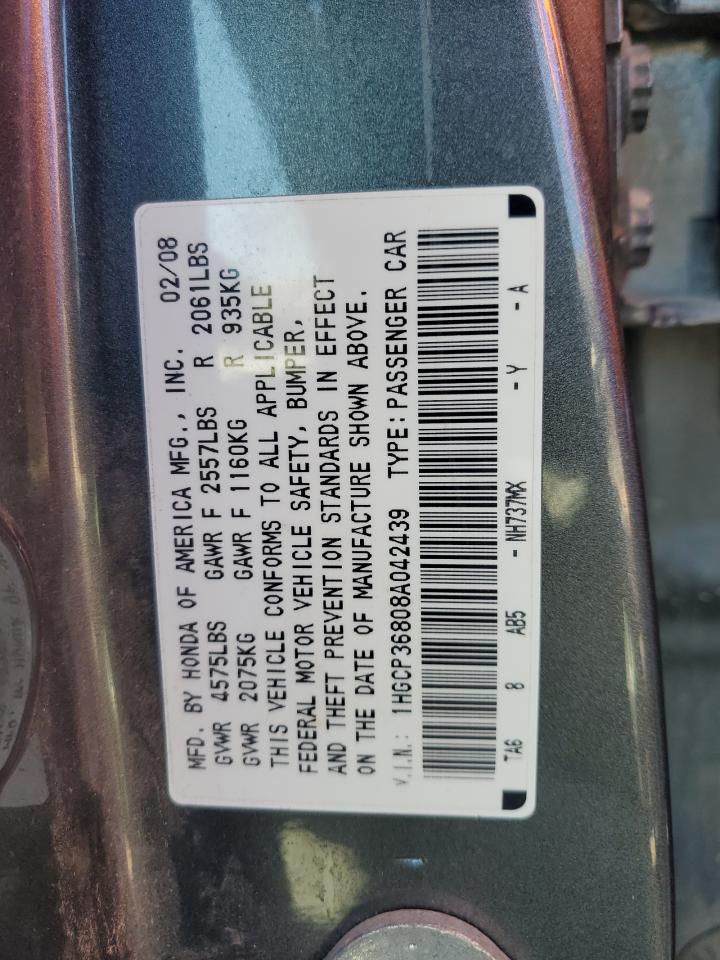 MFD. BY HONDA OF AMERICA MFG., INC. 02/08
GVWR 4575LBS GAWR F 2557LBS R 2061LBS
GVWR 2075KG GAWR F 1160KG R 935KG
THIS VEHICLE CONFORMS TO ALL APPLICABLE
FEDERAL MOTOR VEHICLE SAFETY, BUMPER,
AND THEFT PREVENTION STANDARDS IN EFFECT
ON THE DATE OF MANUFACTURE SHOWN ABOVE.
V.I.N.: 1HGCP36808A042439 TYPE: PASSENGER CAR
TA6 8 AB5 - NH737MX - Y - A